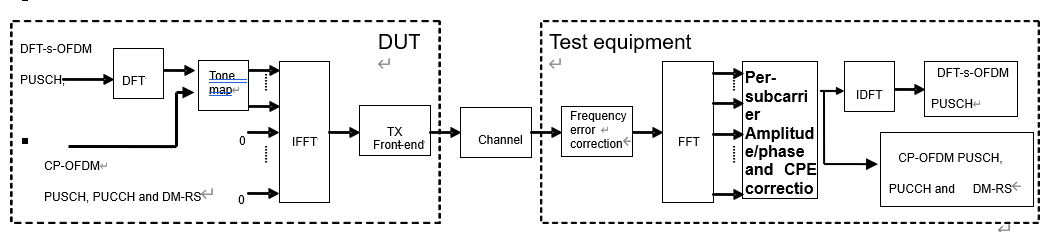 DUT
Test equipment
DFT-s-OFDM
PUSCH,
DFT
Tone
map
CP-OFDM
PUSCH, PUCCH and DM-RS
0
0
IFFT
TX
Front-end
Channel
Frequency
error
correction
FFT
Per-
subcarri
er
Amplitud
e/phase
and CPE
correctio
IDFT
DFT-s-OFDM
PUSCH
CP-OFDM PUSCH,
PUCCH and DM-RS